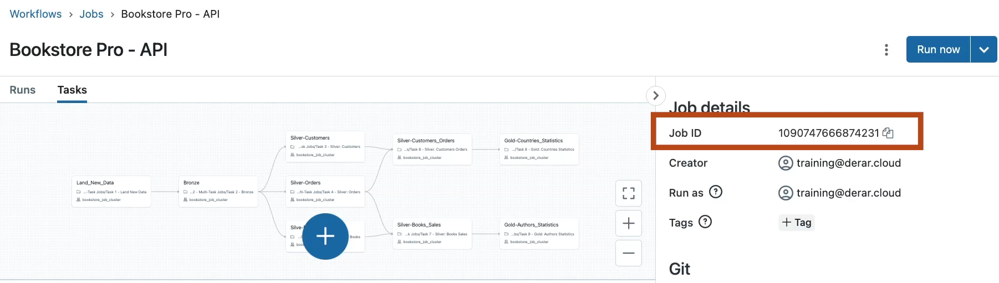 Workflows › Jobs › Bookstore Pro - API
Bookstore Pro - API
Run now
Runs Tasks
Job details
Job ID 1090747666874231
Creator training@derar.cloud
Run as training@derar.cloud
Tags + Tag
Git
Land_New_Data
...-Task Jobs/Task 1 - Land New Data
bookstore_job_cluster
Bronze
...2 - Multi-Task Jobs/Task 2 - Bronze
bookstore_job_cluster
Silver-Customers
...sk Jobs/Task 3 - Silver: Customers
bookstore_job_cluster
Silver-Orders
...lti-Task Jobs/Task 4 - Silver: Orders
bookstore_job_cluster
Silve
Books
Silver-Customers_Orders
...s/Task 6 - Silver: Customers Orders
bookstore_job_cluster
Silver-Books_Sales
...k Jobs/Task 7 - Silver: Books Sales
bookstore_job_cluster
Gold-Countries_Statistics
.../Task 8 - Gold: Countries Statistics
bookstore_job_cluster
Gold-Authors_Statistics
...bs/Task 9 - Gold: Authors Statistics
bookstore_job_cluster